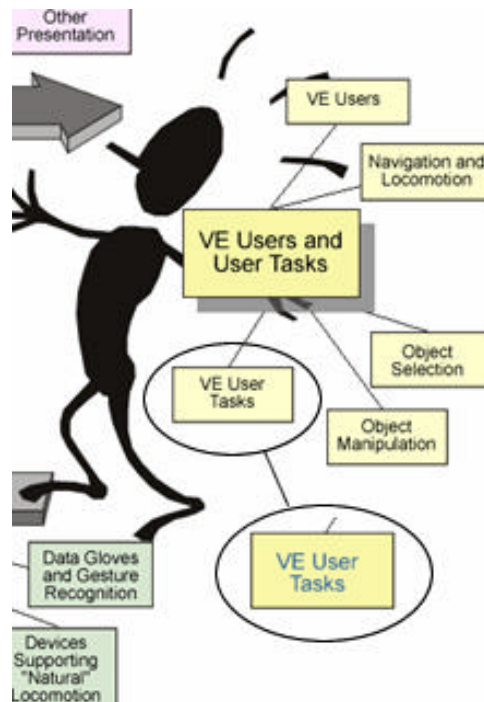 Other
Presentation
VE Users
Navigation and
Locomotion
VE Users and
User Tasks
Object
Selection
VE User
Tasks
Object
Manipulation
VE User
Tasks
Data Gloves
and Gesture
Recognition
Devices
Supporting
"Natural"
Locomotion